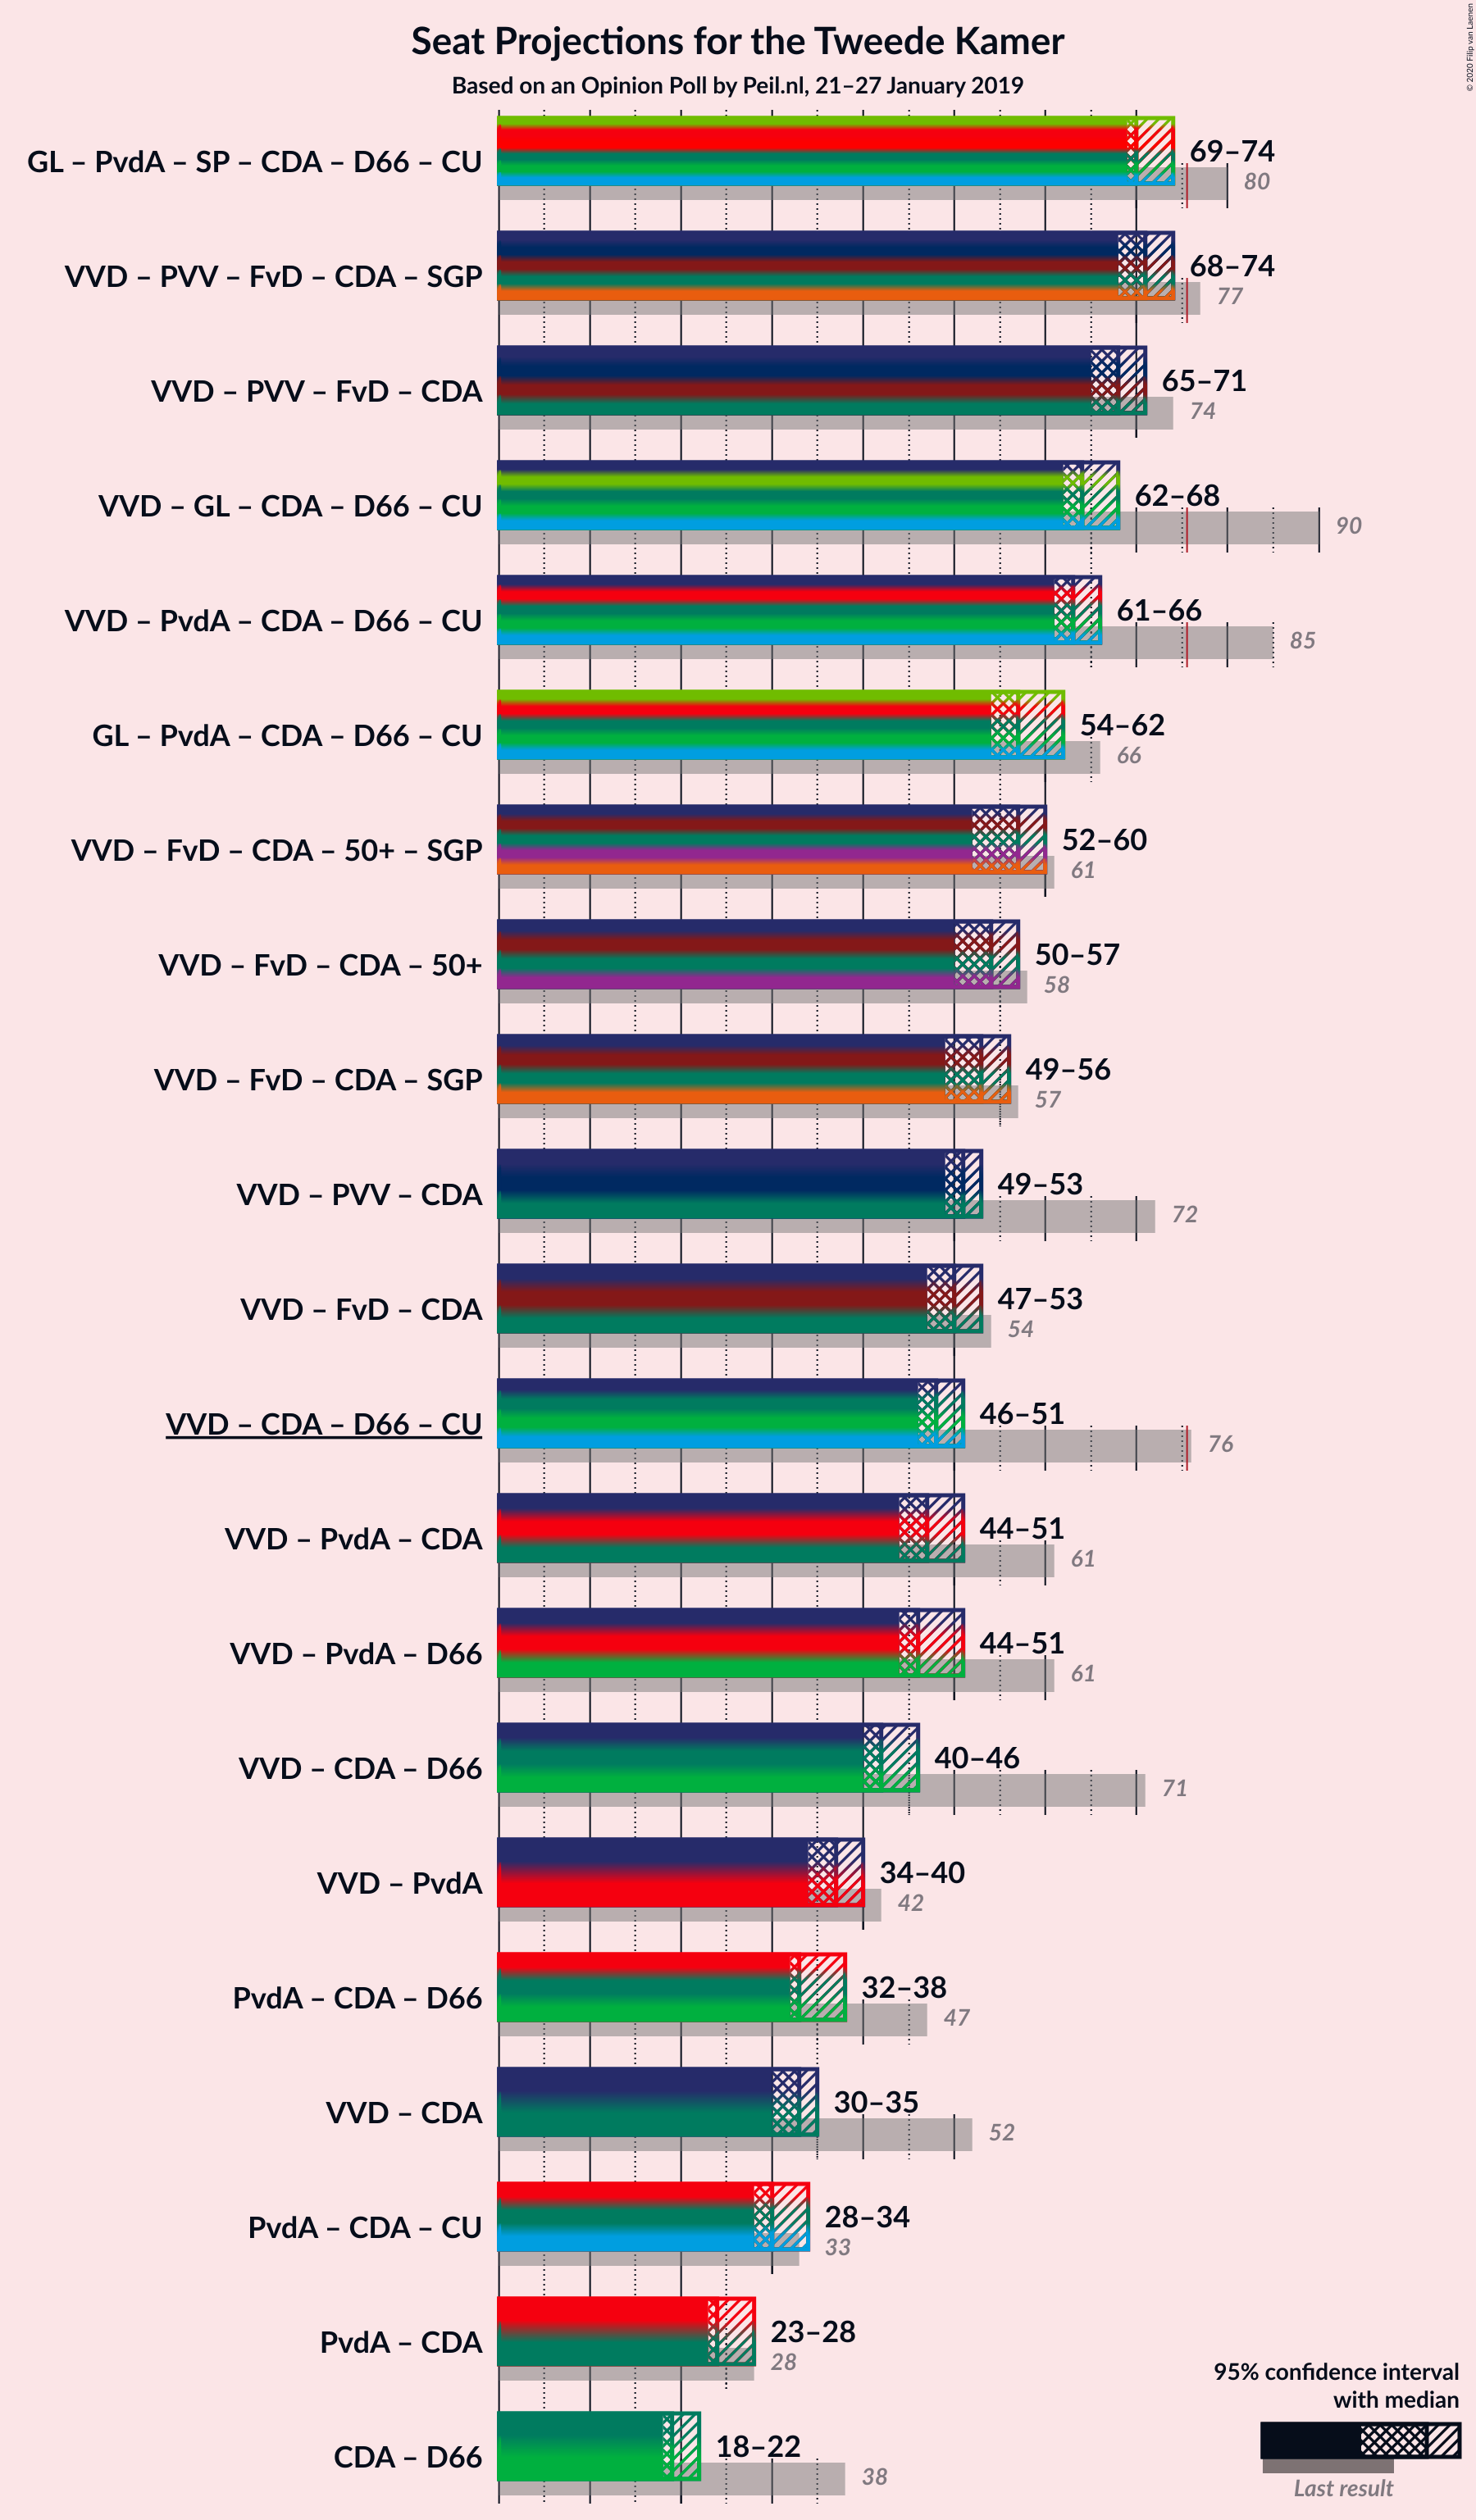 Seat Projections for the Tweede Kamer
Based on an Opinion Poll by Peil.nl, 21–27 January 2019
© 2020 Filip van Laenen
GL – PvdA – SP – CDA – D66 – CU
69–74
80
VVD – PVV – FvD – CDA – SGP
68–74
77
VVD – PVV – FvD – CDA
65–71
74
VVD – GL – CDA – D66 – CU
62–68
90
VVD – PvdA – CDA – D66 – CU
61–66
85
GL – PvdA – CDA – D66 – CU
54–62
66
VVD – FvD – CDA – 50+ – SGP
52–60
61
VVD – FvD – CDA – 50+
50–57
58
VVD – FvD – CDA – SGP
49–56
57
VVD – PVV – CDA
49–53
72
VVD – FvD – CDA
47–53
54
VVD – CDA – D66 – CU
46–51
76
VVD – PvdA – CDA
44–51
61
VVD – PvdA – D66
44–51
61
VVD – CDA – D66
40–46
71
VVD – PvdA
34–40
42
PvdA – CDA – D66
32–38
47
VVD – CDA
30–35
52
PvdA – CDA – CU
28–34
33
PvdA – CDA
23–28
28
CDA – D66
18–22
38
95% confidence interval
with median
Last result